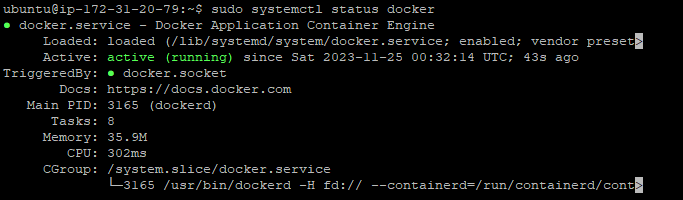 ubuntu@ip-172-31-20-79:~$ sudo systemctl status docker
● docker.service - Docker Application Container Engine
     Loaded: loaded (/lib/systemd/system/docker.service; enabled; vendor preset>
     Active: active (running) since Sat 2023-11-25 00:32:14 UTC; 43s ago
TriggeredBy: ● docker.socket
       Docs: https://docs.docker.com
   Main PID: 3165 (dockerd)
      Tasks: 8
     Memory: 35.9M
        CPU: 302ms
     CGroup: /system.slice/docker.service
             └─3165 /usr/bin/dockerd -H fd:// --containerd=/run/containerd/cont>